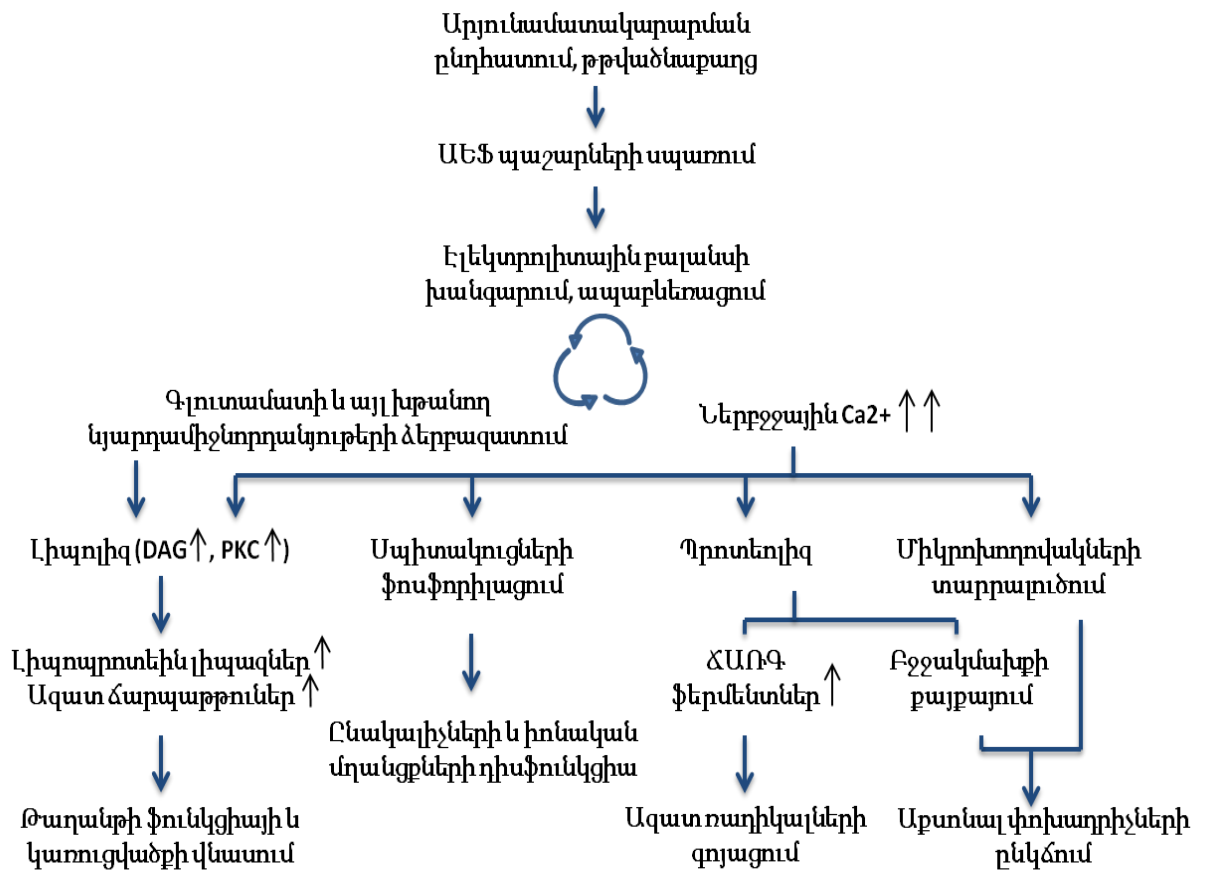 Արյունամատակարարման
ընդհատում, թթվածնաքաղց
ԱԵՖ պաշարների սպառում
Էլեկտրոլիտային բալանսի
խանգարում, ապաբևեռացում
Գլուտամատի և այլ խթանող
նյարդամիջնորդանյութերի ձերբազատում
Ներբջջային Ca2+ ↑ ↑
Լիպոլիզ (DAG↑, PKC↑)
Սպիտակուցների
ֆոսֆորիլացում
Պրոտեոլիզ
Միկրոխողովակների
տարրալուծում
Լիպոպրոտեին լիպազներ ↑
Ազատ ճարպաթթուներ ↑
ՃԱՌԳ
ֆերմենտներ ↑
Բջջակմախքի
քայքայում
Ընակալիչների և իոնական
մղանցքների դիսֆունկցիա
Թաղանթի ֆունկցիայի և
կառուցվածքի վնասում
Ազատ ռադիկալների
գոյացում
Աքսոնալ փոխադրիչների
ընկճում